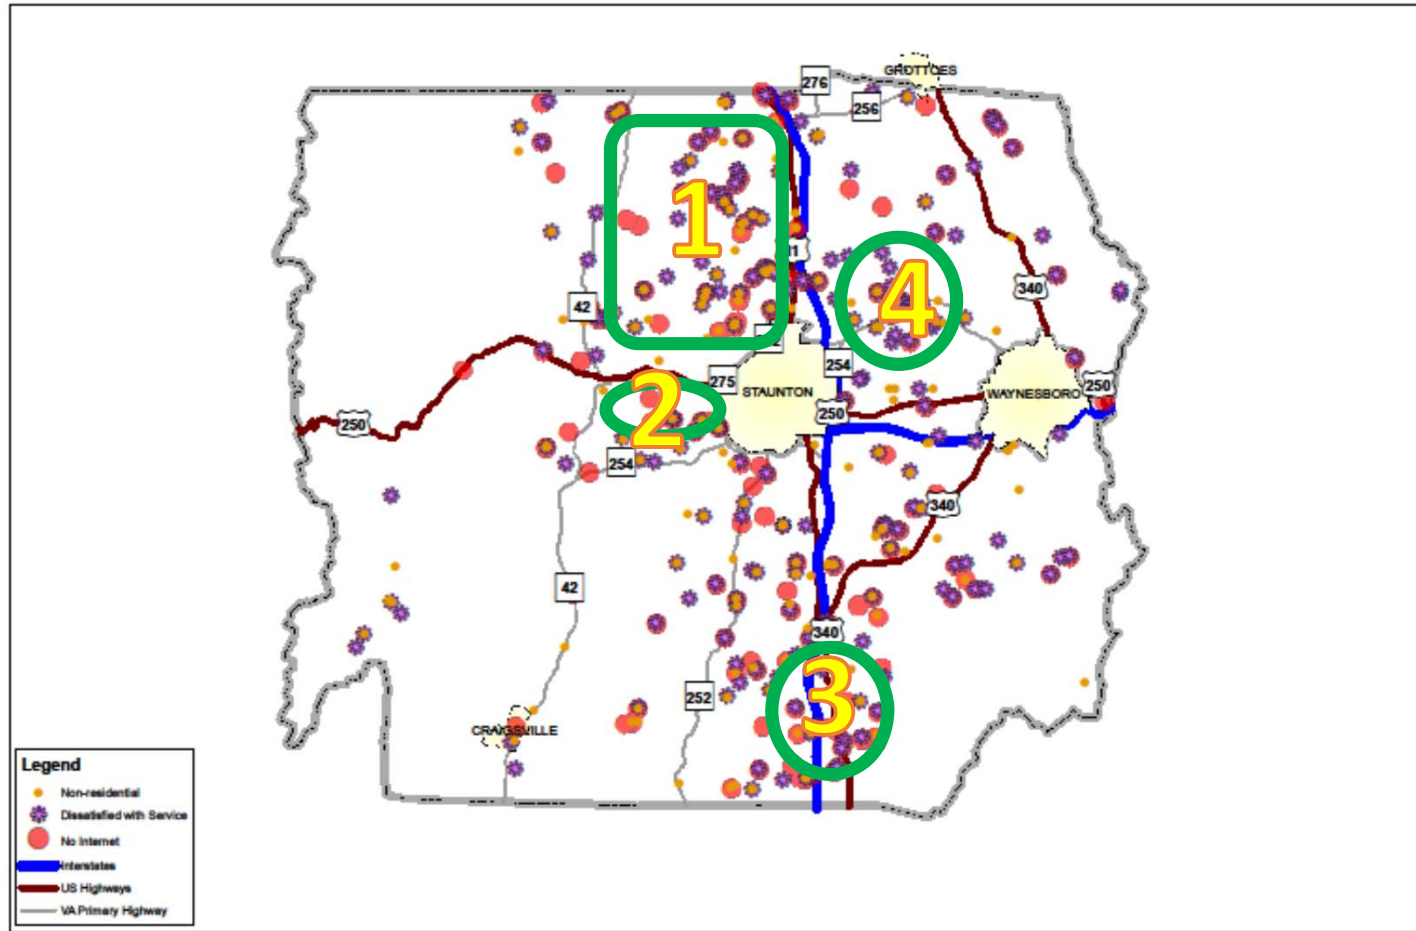 GROTTOES
276
256
1
11
4
340
42
2
275
254
STAUNTON
250
WAYNESBORO
250
250
254
340
42
340
3
252
CRAIGSVILLE
Legend
Non-residential
Dissatisfied with Service
No Internet
Interstates
US Highways
VA Primary Highway